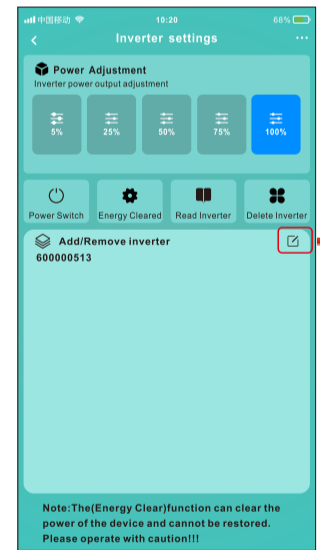 中国移动 10:20 68%
Inverter settings
Power Adjustment
Inverter power output adjustment
5% 25% 50% 75% 100%
Power Switch Energy Cleared Read Inverter Delete Inverter
Add/Remove inverter
600000513
Note:The(Energy Clear)function can clear the
power of the device and cannot be restored.
Please operate with caution!!!